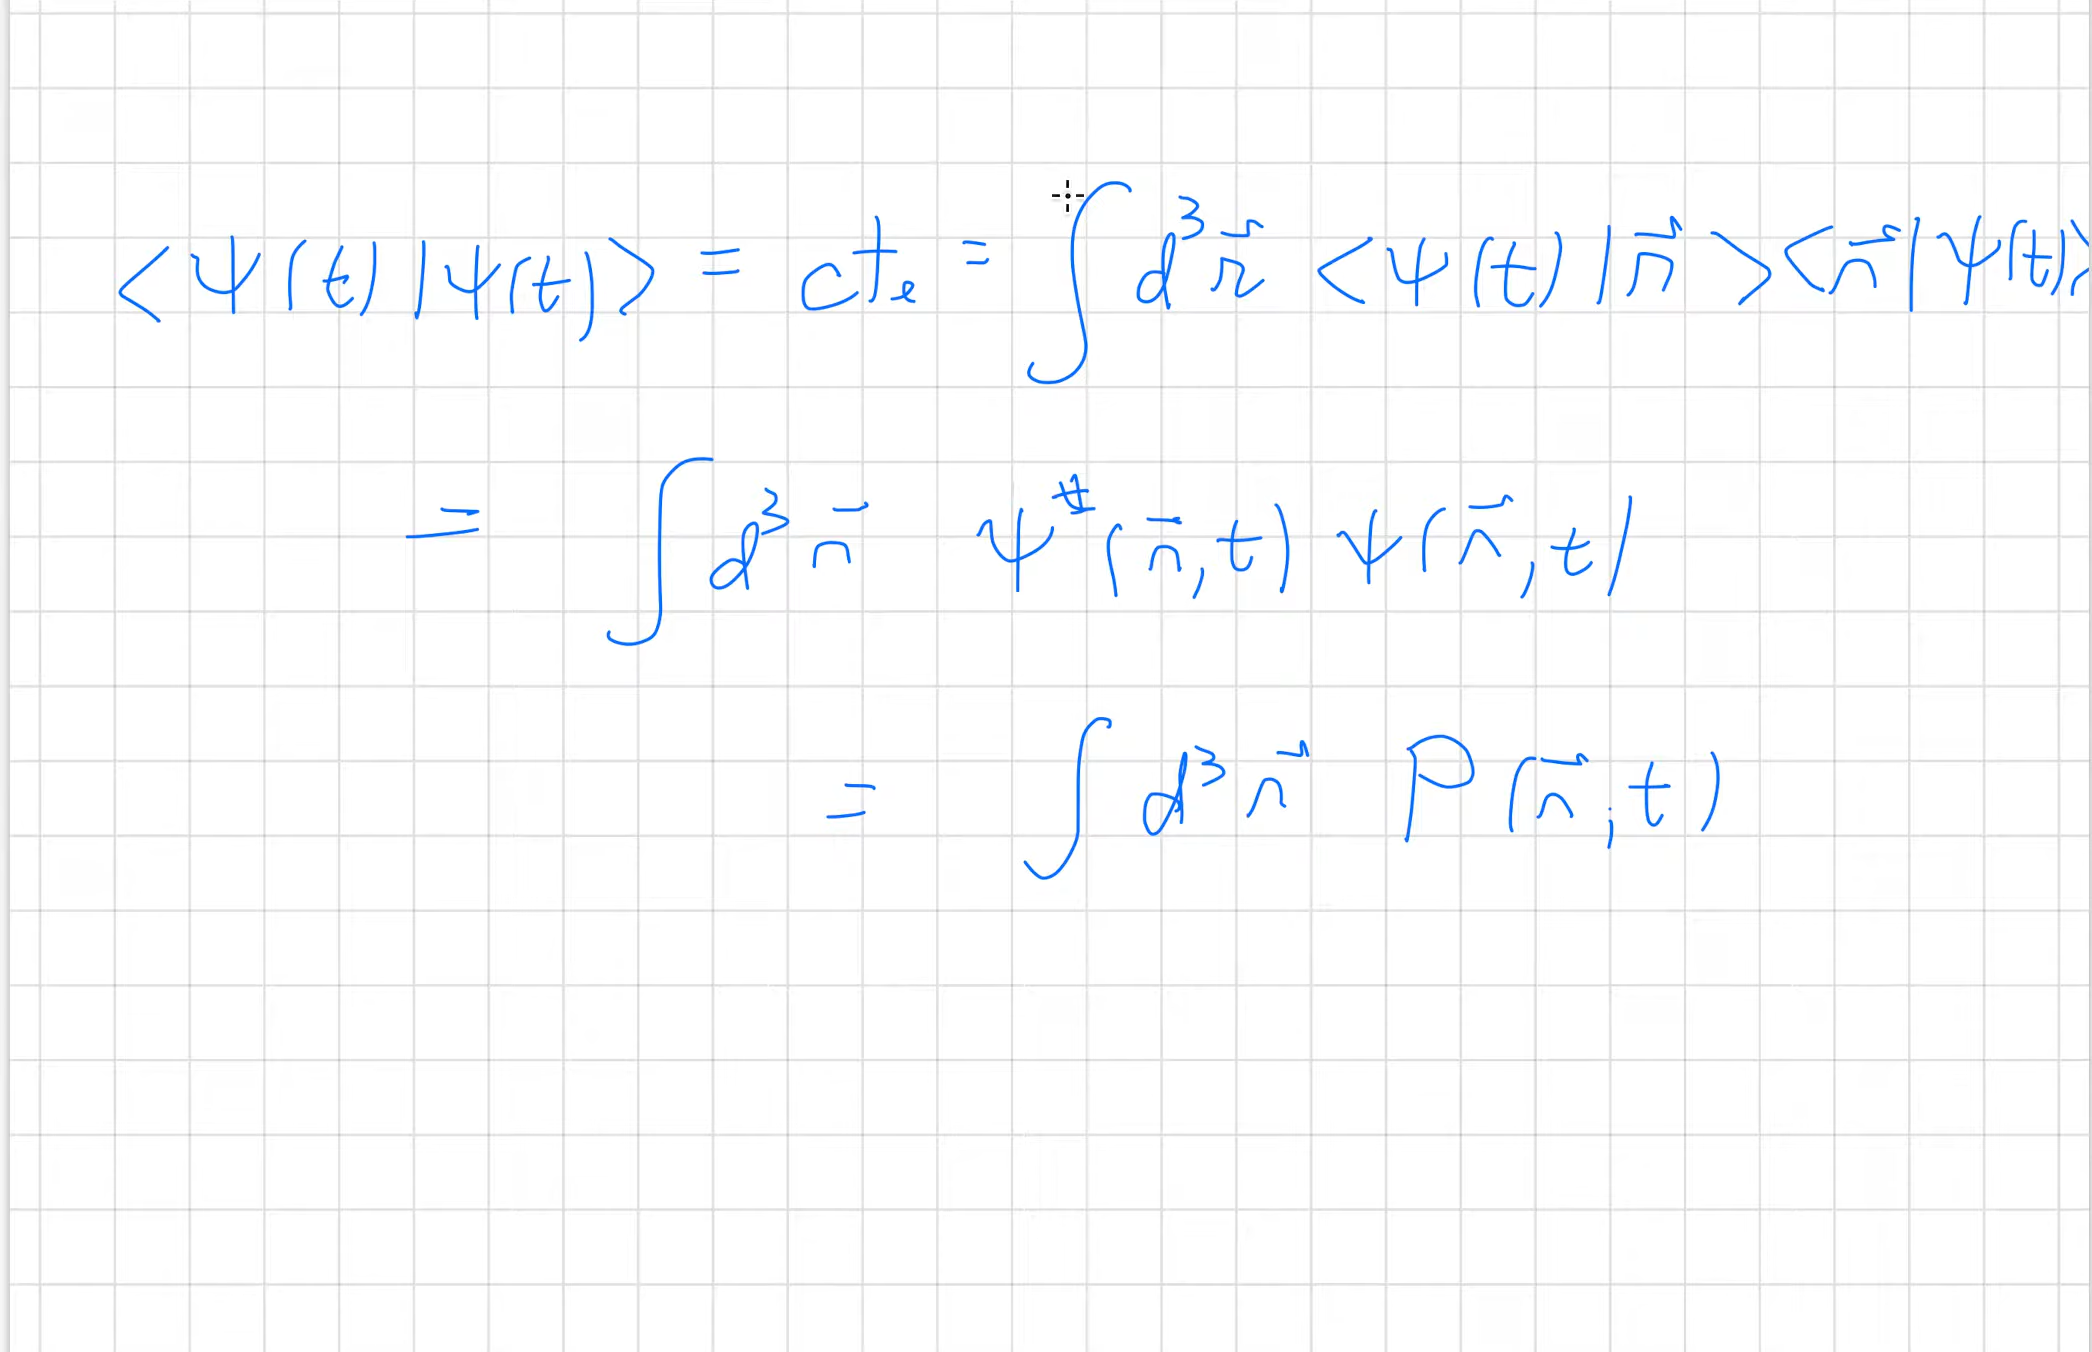 <ψ(t)|ψ(t)> = cte = ∫ d³r⃗ <ψ(t)|r⃗><r⃗|ψ(t)>
= ∫ d³r⃗ ψ*(r⃗,t) ψ(r⃗,t)
= ∫ d³r⃗ P(r⃗,t)